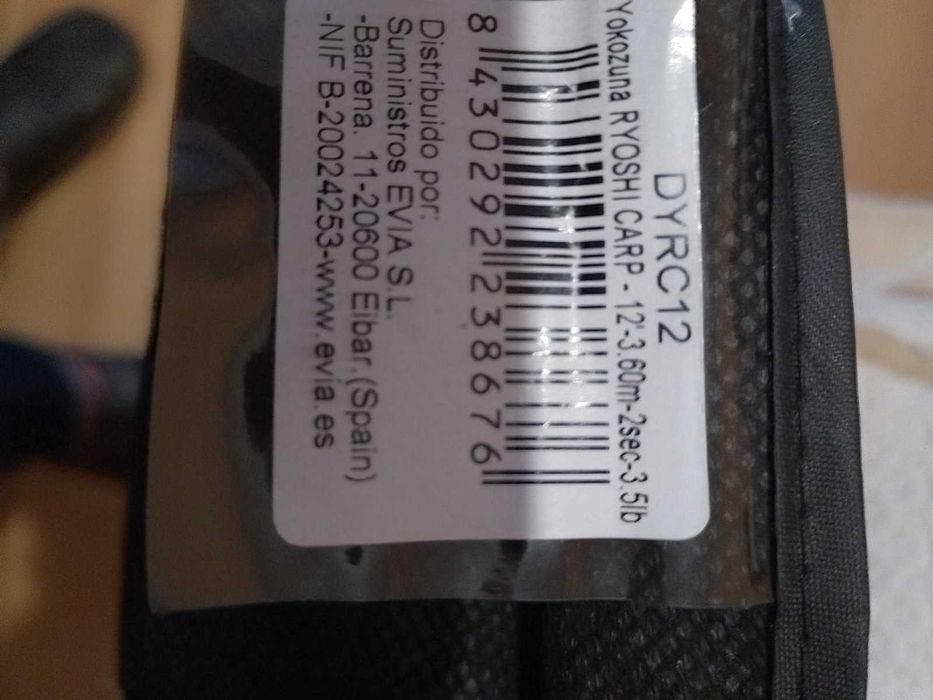 DYRC12
Yokozuna RYOSHI CARP - 12'-3.60m-2sec-3.5lb
8 430292 238676
Distribuido por:
Suministros EVIA S.L.
-Barrena. 11-20600 Eibar.(Spain)
-NIF B-20024253-www.evia.es